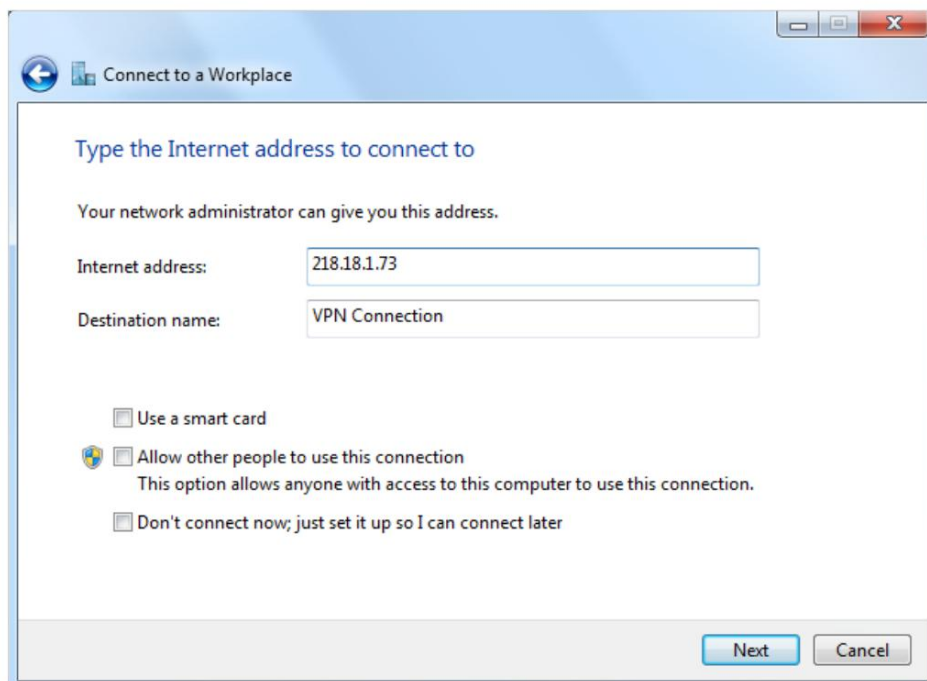 Connect to a Workplace
Type the Internet address to connect to
Your network administrator can give you this address.
Internet address: 218.18.1.73
Destination name: VPN Connection
Use a smart card
Allow other people to use this connection
This option allows anyone with access to this computer to use this connection.
Don't connect now; just set it up so I can connect later
Next Cancel